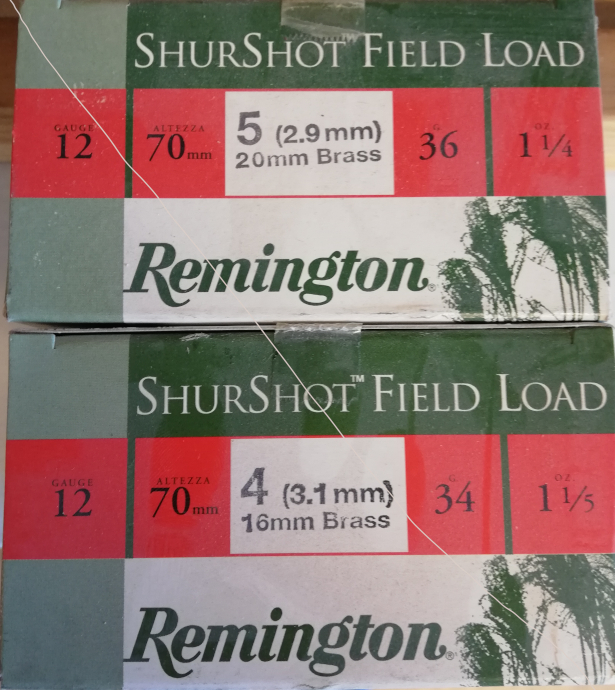 SHURSHOT FIELD LOAD
GAUGE ALTEZZA G. OZ.
12 70mm 5 (2.9mm) 36 1 1/4
20mm Brass
Remington®
SHURSHOT™ FIELD LOAD
GAUGE ALTEZZA G. OZ.
12 70mm 4 (3.1mm) 34 1 1/5
16mm Brass
Remington®